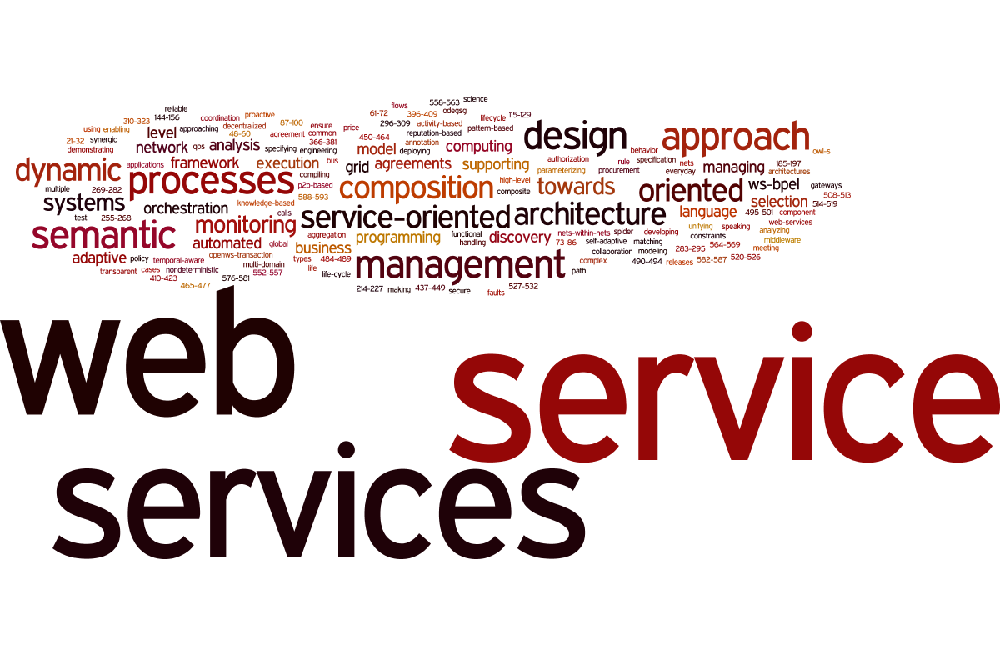 558-563 science
flows
reliable
61-72 396-409 odegsg
144-156 coordination proactive lifecycle 115-129
310-323 87-100 ensure price 296-309 activity-based
using enabling level approaching decentralized common reputation-based pattern-based design approach
21-32 synergic 48-60 agreement 366-381 450-464 annotation
demonstrating network qos analysis specifying engineering model deploying computing behavior owl-s
dynamic applications framework execution bus grid agreements supporting authorization rule specification nets managing 185-197
multiple processes compiling parameterizing procurement everyday architectures
269-282 p2p-based composition high-level towards oriented ws-bpel gateways
systems orchestration knowledge-based 588-593 composite 508-513
test 255-268 calls service-oriented architecture language selection 514-519
495-501 component
semantic monitoring aggregation programming functional discovery nets-within-nets spider developing unifying speaking web-services
automated global business handling 73-86 self-adaptive matching constraints analyzing
adaptive policy temporal-aware openws-transaction types 484-489 management collaboration modeling 283-295 564-569 middleware
multi-domain complex 490-494 releases 582-587 520-526 meeting
transparent cases nondeterministic 552-557 life life-cycle path
410-423 576-581
465-477 214-227 making 437-449 secure faults 527-532
web
service
services